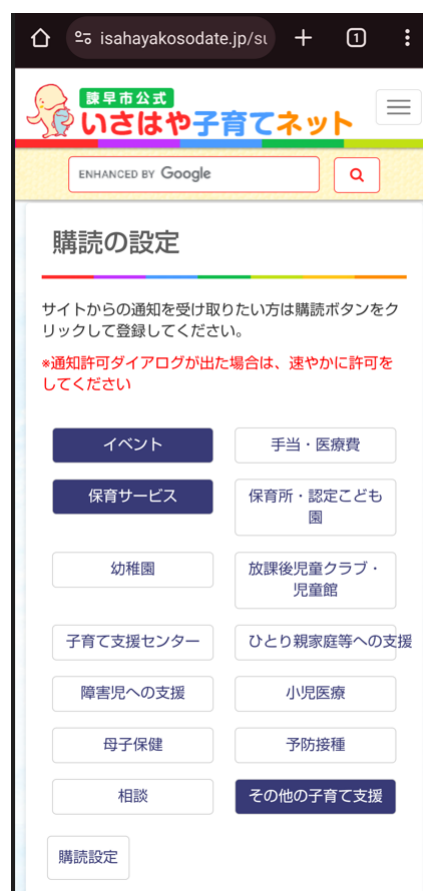 isahayakosodate.jp/su
1
諫早市公式
いさはや子育てネット
ENHANCED BY Google
購読の設定
サイトからの通知を受け取りたい方は購読ボタンをク
リックして登録してください。
*通知許可ダイアログが出た場合は、速やかに許可を
してください
イベント
手当・医療費
保育サービス
保育所・認定こども
園
幼稚園
放課後児童クラブ・
児童館
子育て支援センター
ひとり親家庭等への支援
障害児への支援
小児医療
母子保健
予防接種
相談
その他の子育て支援
購読設定